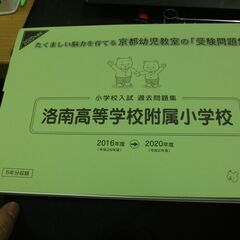 たくましい脳力を育てる 京都幼児教室の「受験問題
小学校入試 過去問題集
洛南高等学校附属小学校
2016年度 → 2020年度
5年分収録